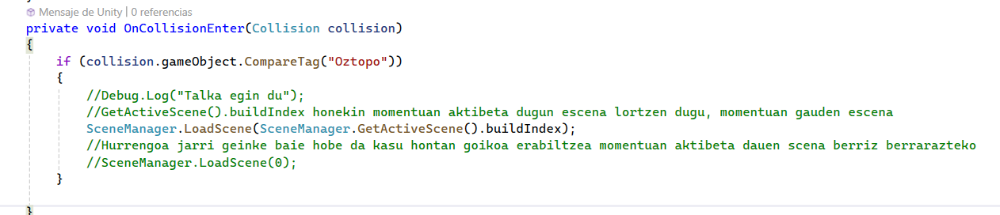 Mensaje de Unity | 0 referencias
private void OnCollisionEnter(Collision collision)
{
if (collision.gameObject.CompareTag("Oztopo"))
{
//Debug.Log("Talka egin du");
//GetActiveScene().buildIndex honekin momentuan aktibeta dugun escena lortzen dugu, momentuan gauden escena
SceneManager.LoadScene(SceneManager.GetActiveScene().buildIndex);
//Hurrengoa jarri geinke baie hobe da kasu hontan goikoa erabiltzea momentuan aktibeta dauen scena berriz berrarazteko
//SceneManager.LoadScene(0);
}
}